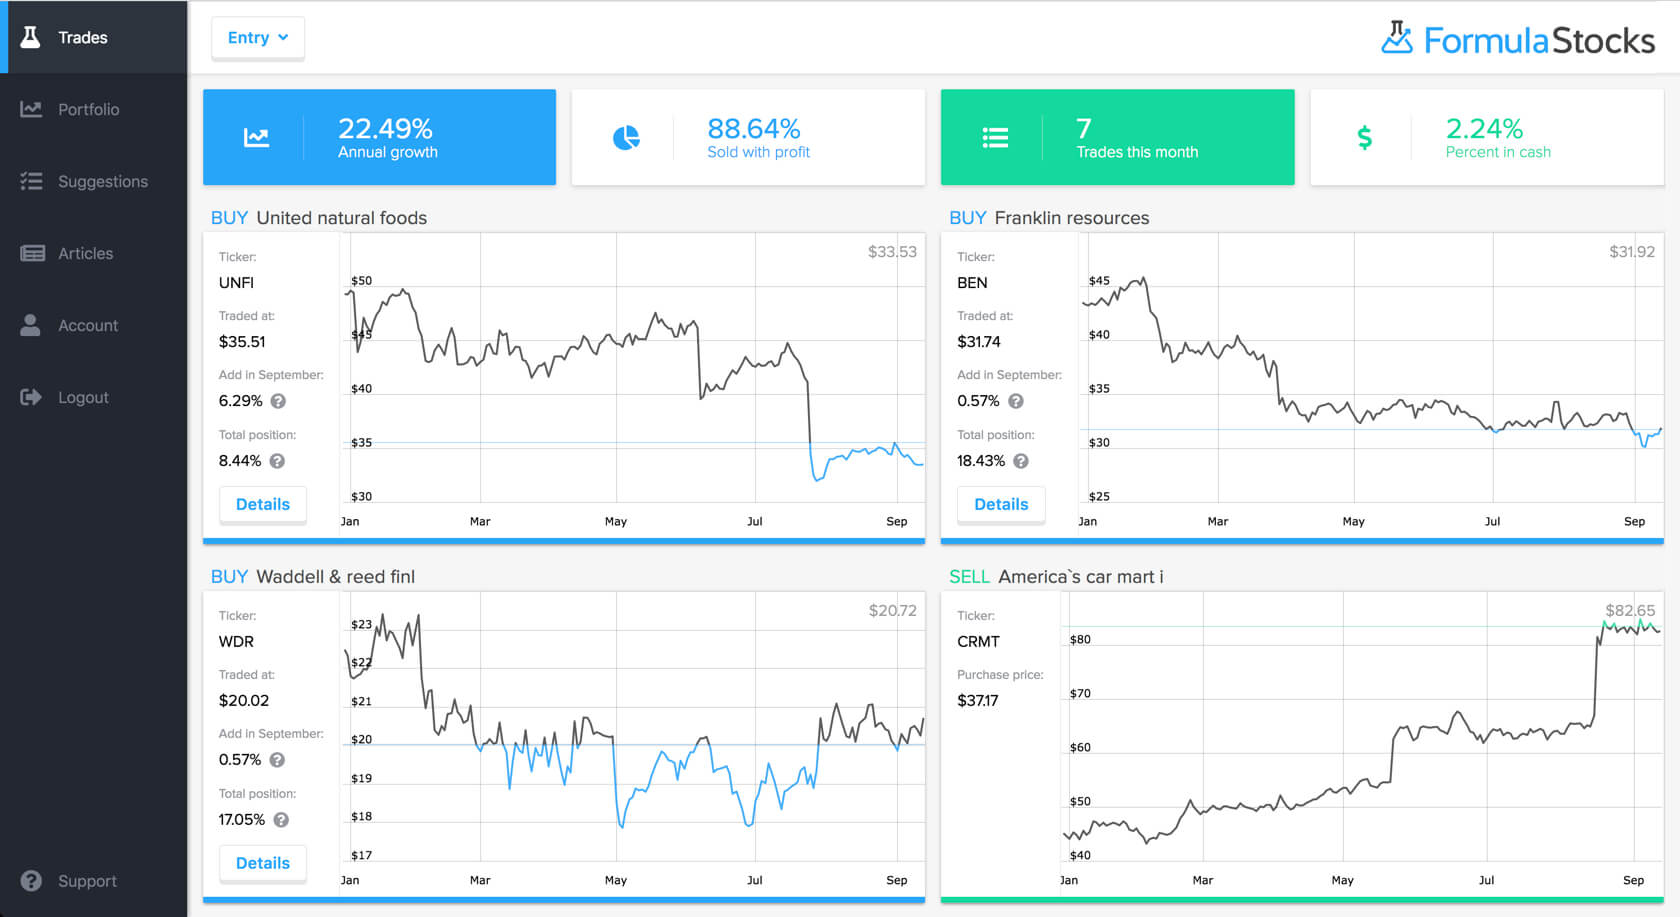 Trades
Portfolio
Suggestions
Articles
Account
Logout
Support
Entry
FormulaStocks
22.49%
Annual growth
88.64%
Sold with profit
7
Trades this month
2.24%
Percent in cash
BUY United natural foods
Ticker:
UNFI
Traded at:
$35.51
Add in September:
6.29% ?
Total position:
8.44% ?
Details
$33.53
$50
$45
$40
$35
$30
Jan Mar May Jul Sep
BUY Franklin resources
Ticker:
BEN
Traded at:
$31.74
Add in September:
0.57% ?
Total position:
18.43% ?
Details
$31.92
$45
$40
$35
$30
$25
Jan Mar May Jul Sep
BUY Waddell & reed finl
Ticker:
WDR
Traded at:
$20.02
Add in September:
0.57% ?
Total position:
17.05% ?
Details
$20.72
$23
$22
$21
$20
$19
$18
$17
Jan Mar May Jul Sep
SELL America`s car mart i
Ticker:
CRMT
Purchase price:
$37.17
$82.65
$80
$70
$60
$50
$40
Jan Mar May Jul Sep